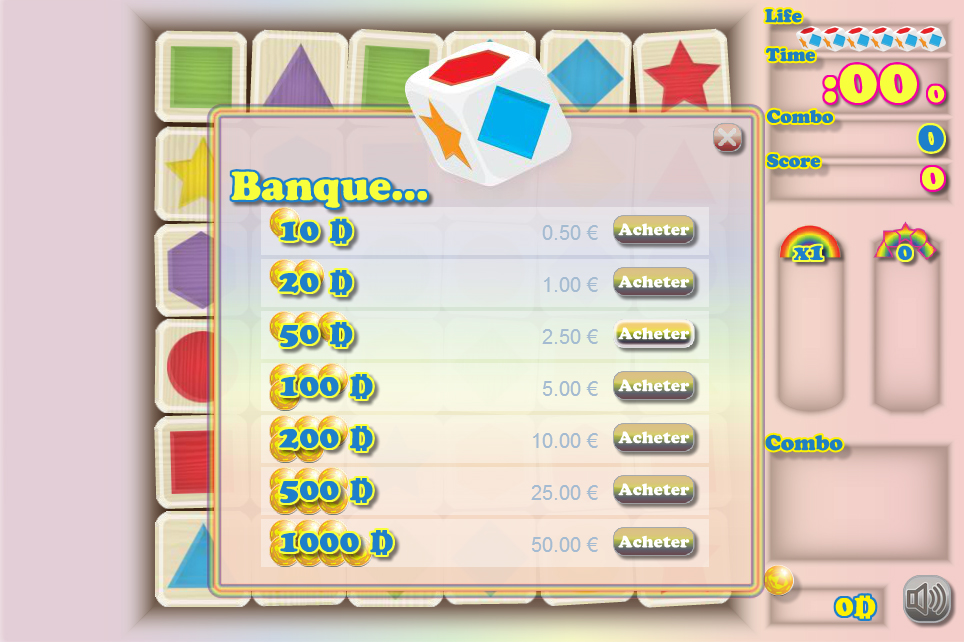 Life
Time
:00 0
Combo
0
Score
0
x1
0
Banque...
10 ₿ 0.50 € Acheter
20 ₿ 1.00 € Acheter
50 ₿ 2.50 € Acheter
100 ₿ 5.00 € Acheter
200 ₿ 10.00 € Acheter
500 ₿ 25.00 € Acheter
1000 ₿ 50.00 € Acheter
Combo
0₿